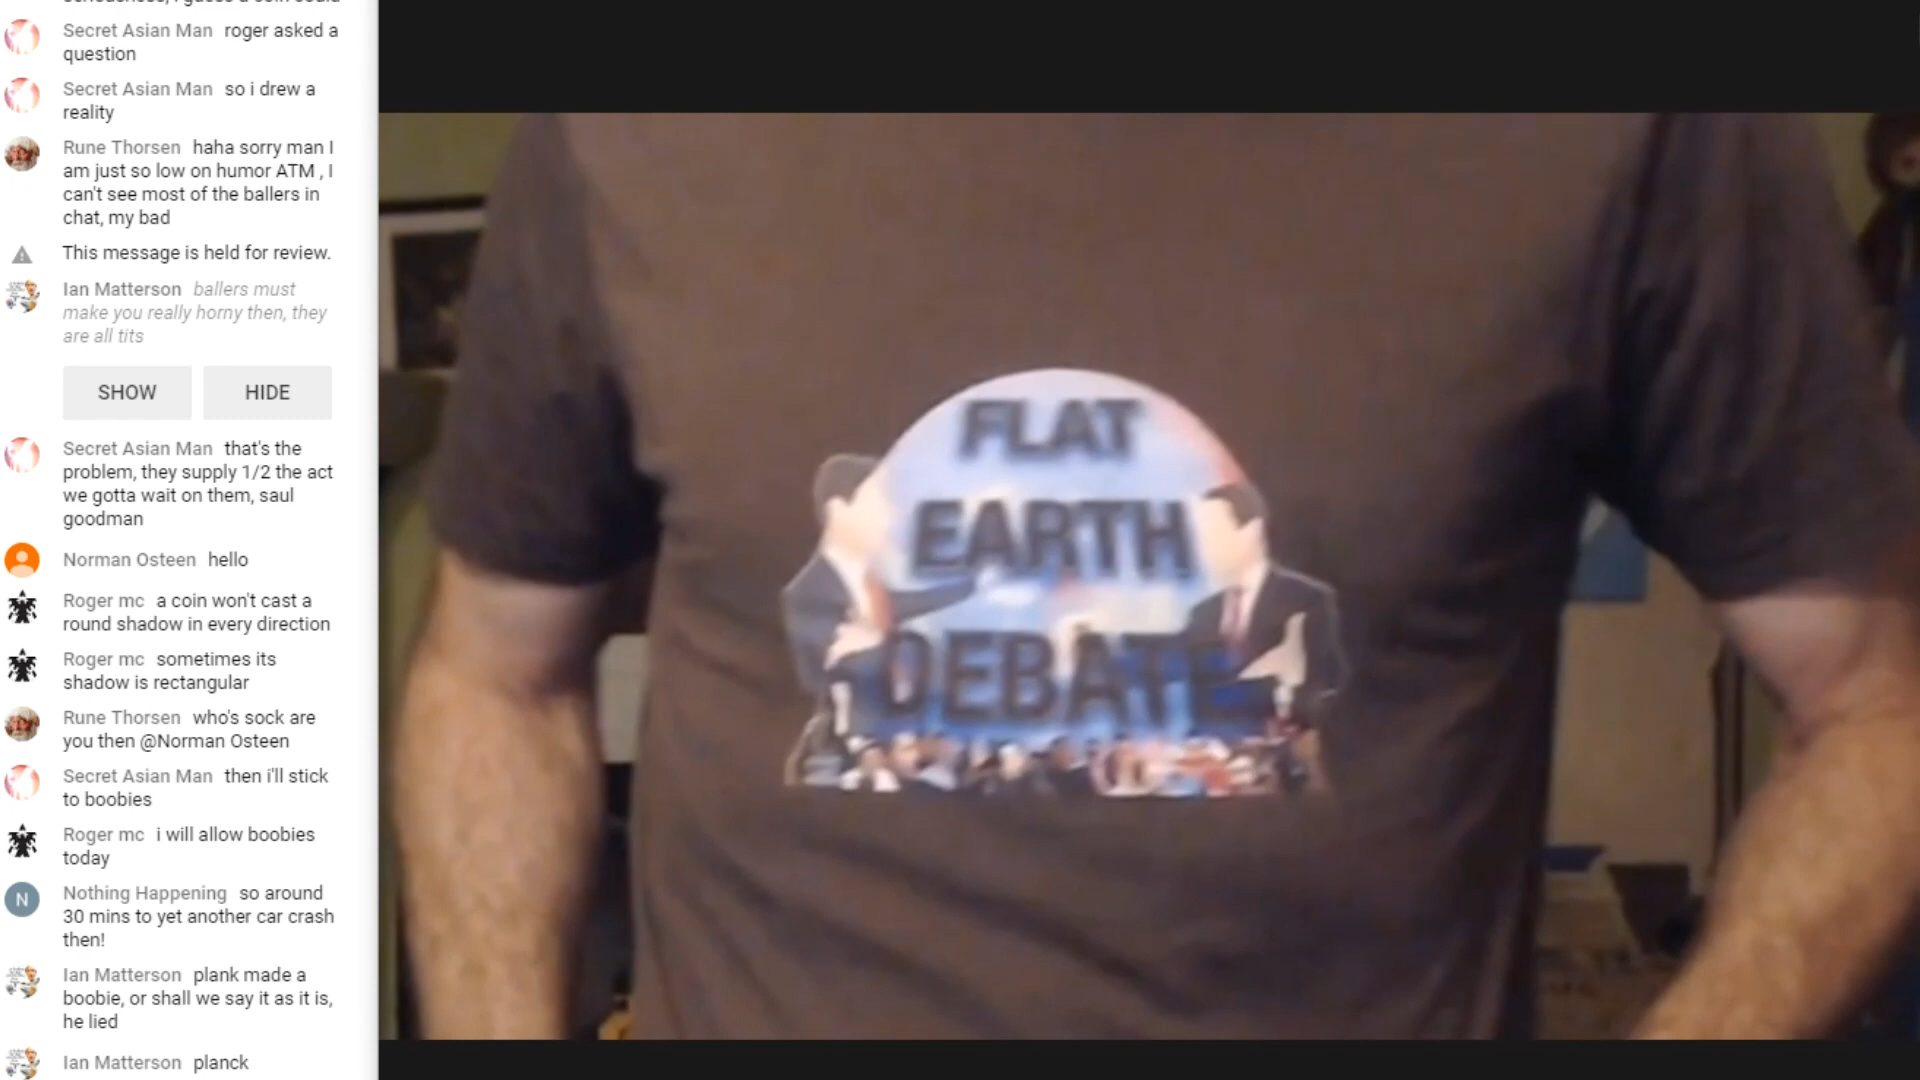 Secret Asian Man roger asked a
question
Secret Asian Man so i drew a
reality
Rune Thorsen haha sorry man I
am just so low on humor ATM , I
can't see most of the ballers in
chat, my bad
This message is held for review.
Ian Matterson ballers must
make you really horny then, they
are all tits
SHOW HIDE
Secret Asian Man that's the
problem, they supply 1/2 the act
we gotta wait on them, saul
goodman
Norman Osteen hello
Roger mc a coin won't cast a
round shadow in every direction
Roger mc sometimes its
shadow is rectangular
Rune Thorsen who's sock are
you then @Norman Osteen
Secret Asian Man then i'll stick
to boobies
Roger mc i will allow boobies
today
N
Nothing Happening so around
30 mins to yet another car crash
then!
Ian Matterson plank made a
boobie, or shall we say it as it is,
he lied
Ian Matterson planck
FLAT
EARTH
DEBATE